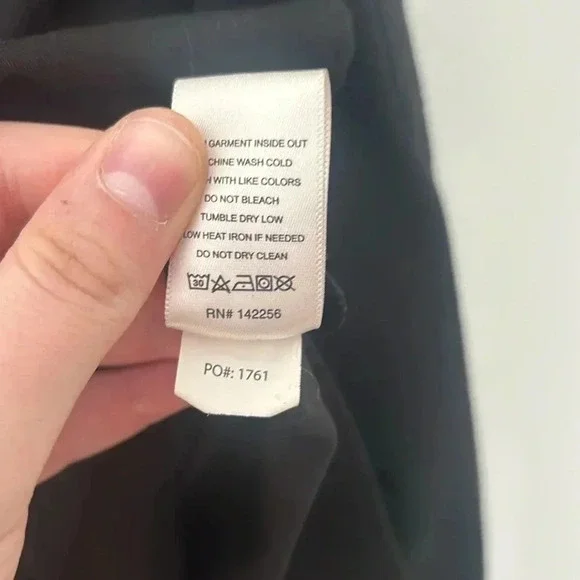 GARMENT INSIDE OUT
CHINE WASH COLD
WITH LIKE COLORS
DO NOT BLEACH
TUMBLE DRY LOW
LOW HEAT IRON IF NEEDED
DO NOT DRY CLEAN
30
RN# 142256
PO#: 1761